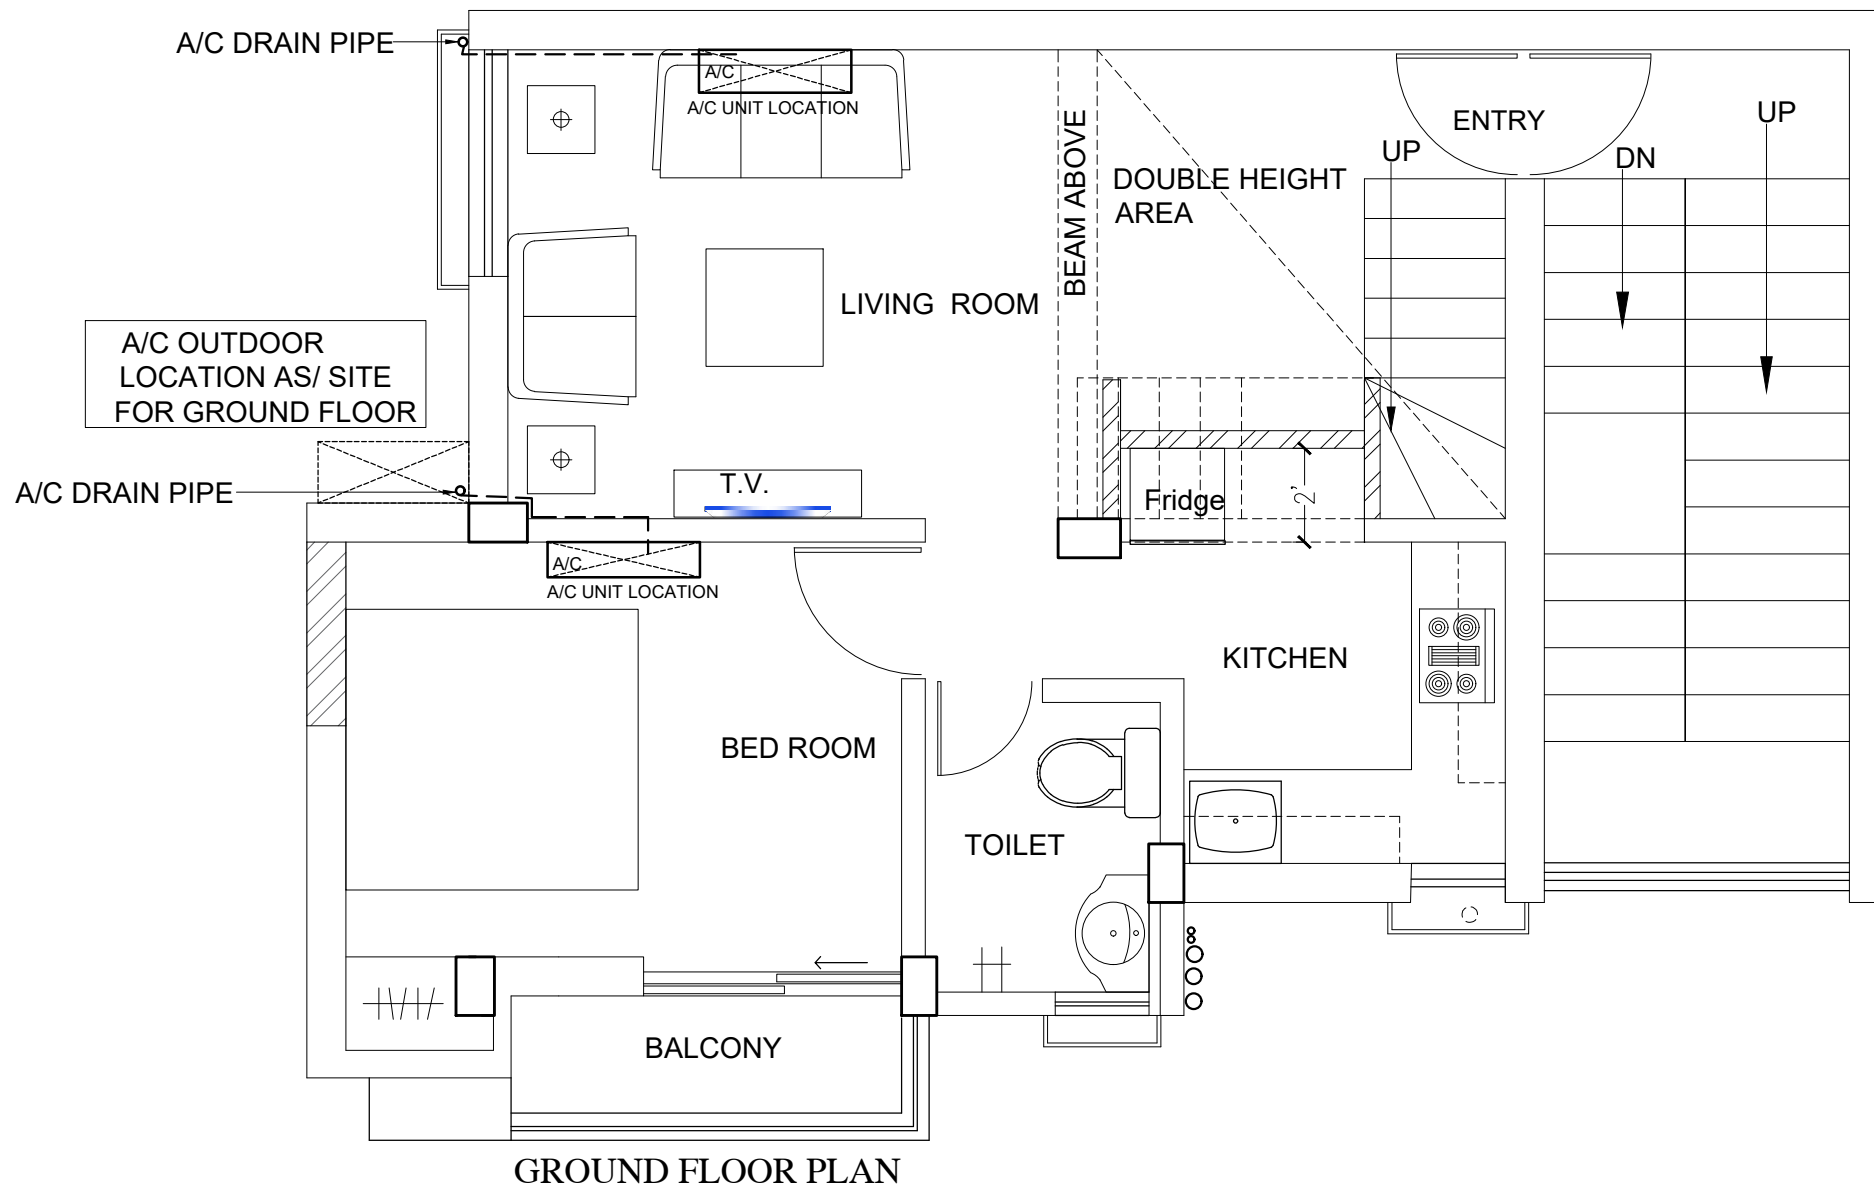 A/C DRAIN PIPE
A/C
A/C UNIT LOCATION
ENTRY
UP
UP
DN
BEAM ABOVE
DOUBLE HEIGHT
AREA
LIVING ROOM
A/C OUTDOOR
LOCATION AS/ SITE
FOR GROUND FLOOR
A/C DRAIN PIPE
T.V.
Fridge
2'
A/C
A/C UNIT LOCATION
KITCHEN
BED ROOM
TOILET
BALCONY
GROUND FLOOR PLAN